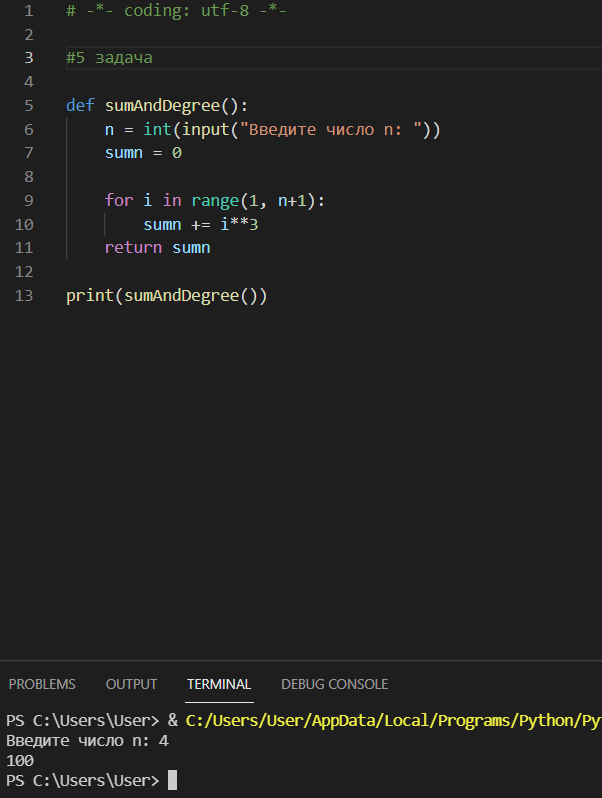 1 # -*- coding: utf-8 -*-
2
3 #5 задача
4
5 def sumAndDegree():
6     n = int(input("Введите число n: "))
7     sumn = 0
8
9     for i in range(1, n+1):
10         sumn += i**3
11     return sumn
12
13 print(sumAndDegree())
PROBLEMS OUTPUT TERMINAL DEBUG CONSOLE
PS C:\Users\User> & C:/Users/User/AppData/Local/Programs/Python/Py
Введите число n: 4
100
PS C:\Users\User>